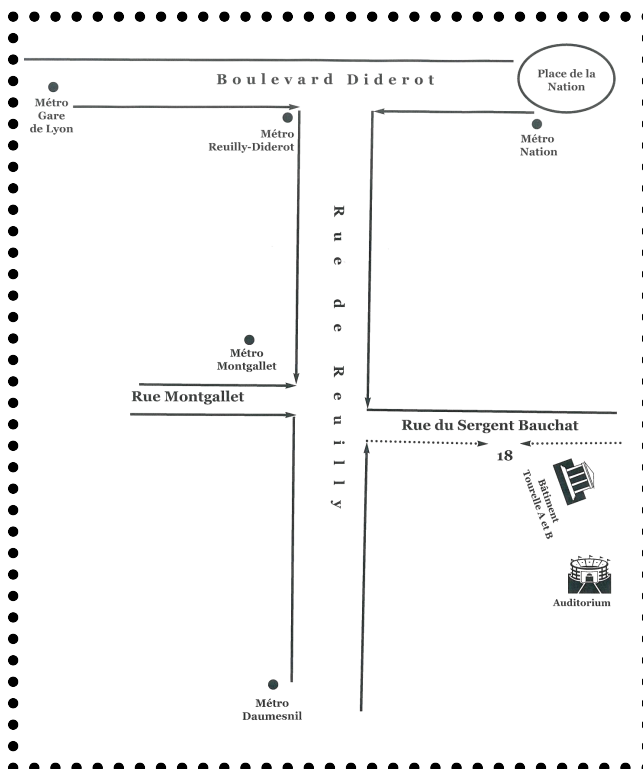 Boulevard Diderot
Place de la
Nation
Métro
Gare
de Lyon
Métro
Reuilly-Diderot
Métro
Nation
Rue de Reuilly
Métro
Montgallet
Rue Montgallet
Rue du Sergent Bauchat
18
Bâtiment
Tourelle A et B
Auditorium
Métro
Daumesnil